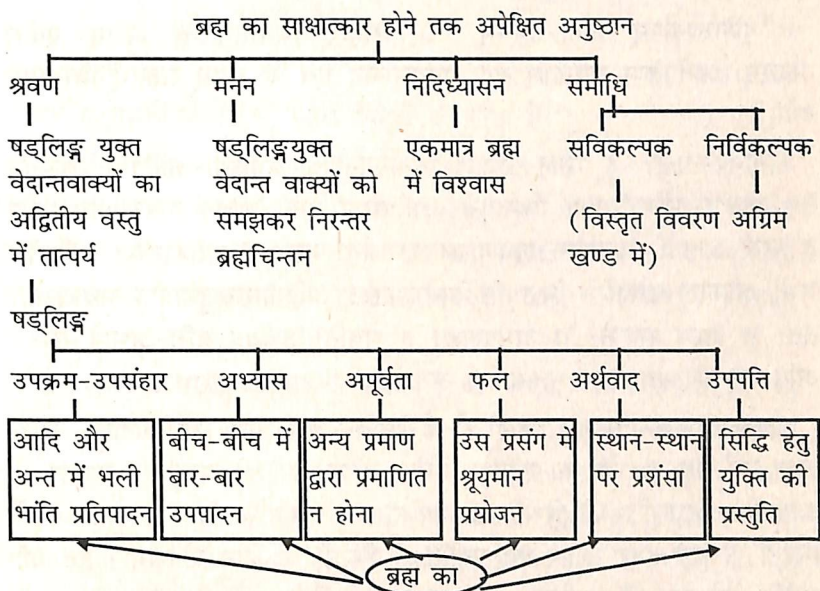 ब्रह्म का साक्षात्कार होने तक अपेक्षित अनुष्ठान
श्रवण मनन निदिध्यासन समाधि
षड्लिङ्ग युक्त षड्लिङ्गयुक्त एकमात्र ब्रह्म सविकल्पक निर्विकल्पक
वेदान्तवाक्यों का वेदान्त वाक्यों को में विश्वास
अद्वितीय वस्तु समझकर निरन्तर (विस्तृत विवरण अग्रिम
में तात्पर्य ब्रह्मचिन्तन खण्ड में)
षड्लिङ्ग
उपक्रम-उपसंहार अभ्यास अपूर्वता फल अर्थवाद उपपत्ति
आदि और बीच-बीच में अन्य प्रमाण उस प्रसंग में स्थान-स्थान सिद्धि हेतु
अन्त में भली बार-बार द्वारा प्रमाणित श्रूयमान पर प्रशंसा युक्ति की
भांति प्रतिपादन उपपादन न होना प्रयोजन प्रस्तुति
ब्रह्म का